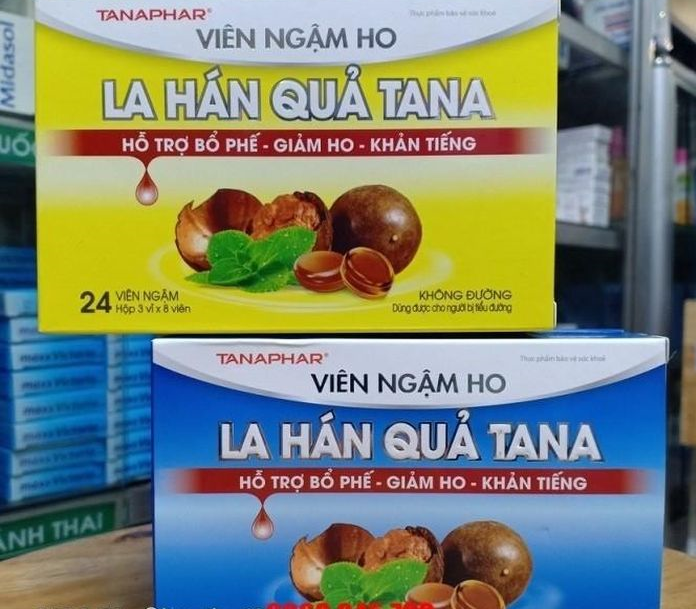 TANAPHAR®
Thực phẩm bảo vệ sức khoẻ
VIÊN NGẬM HO
LA HÁN QUẢ TANA
HỖ TRỢ BỔ PHẾ - GIẢM HO - KHẢN TIẾNG
24 VIÊN NGẬM
Hộp 3 vỉ x 8 viên
KHÔNG ĐƯỜNG
Dùng được cho người bị tiểu đường
TANAPHAR®
Thực phẩm bảo vệ sức khoẻ
VIÊN NGẬM HO
LA HÁN QUẢ TANA
HỖ TRỢ BỔ PHẾ - GIẢM HO - KHẢN TIẾNG
Midasol
ÁNH THAI